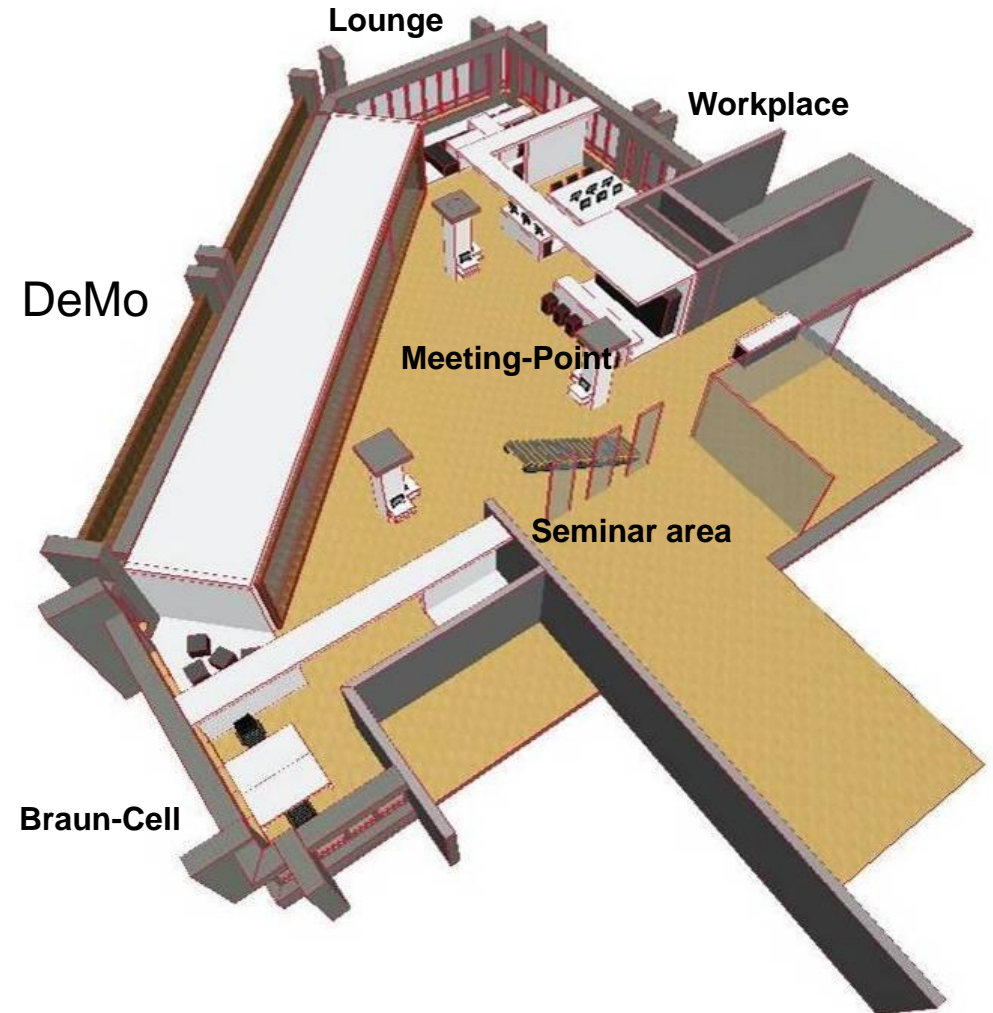 Lounge
Workplace
DeMo
Meeting-Point
Seminar area
Braun-Cell